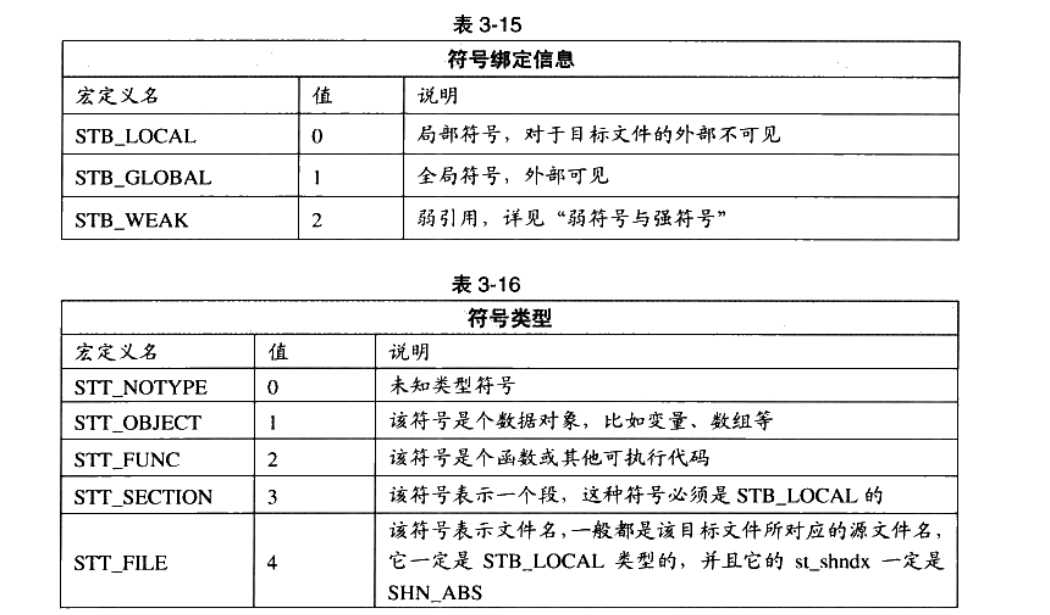 表 3-15
符号绑定信息
宏定义名 值 说明
STB_LOCAL 0 局部符号，对于目标文件的外部不可见
STB_GLOBAL 1 全局符号，外部可见
STB_WEAK 2 弱引用，详见“弱符号与强符号”
表 3-16
符号类型
宏定义名 值 说明
STT_NOTYPE 0 未知类型符号
STT_OBJECT 1 该符号是个数据对象，比如变量、数组等
STT_FUNC 2 该符号是个函数或其他可执行代码
STT_SECTION 3 该符号表示一个段，这种符号必须是 STB_LOCAL 的
STT_FILE 4 该符号表示文件名，一般都是该目标文件所对应的源文件名，
它一定是 STB_LOCAL 类型的，并且它的 st_shndx 一定是
SHN_ABS